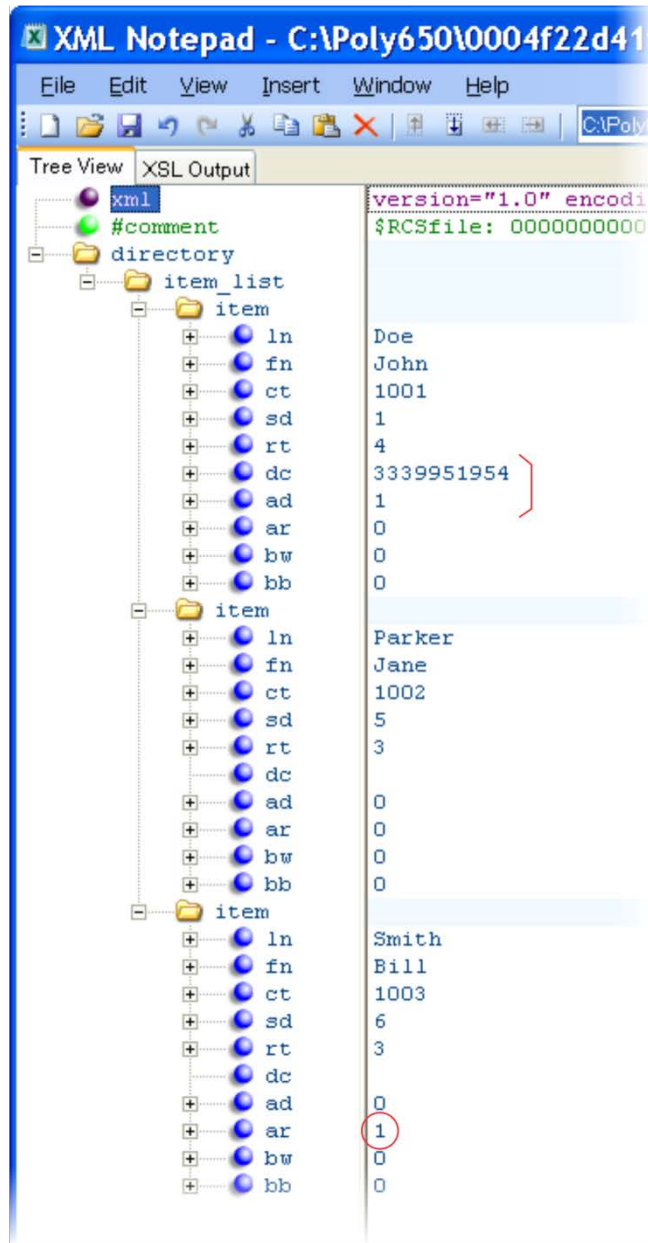 XML Notepad - C:\Poly650\0004f22d41
File Edit View Insert Window Help
C:\Poly
Tree View XSL Output
xml version="1.0" encodi
#comment $RCSfile: 0000000000
directory
item_list
item
ln Doe
fn John
ct 1001
sd 1
rt 4
dc 3339951954
ad 1
ar 0
bw 0
bb 0
item
ln Parker
fn Jane
ct 1002
sd 5
rt 3
dc
ad 0
ar 0
bw 0
bb 0
item
ln Smith
fn Bill
ct 1003
sd 6
rt 3
dc
ad 0
ar 1
bw 0
bb 0